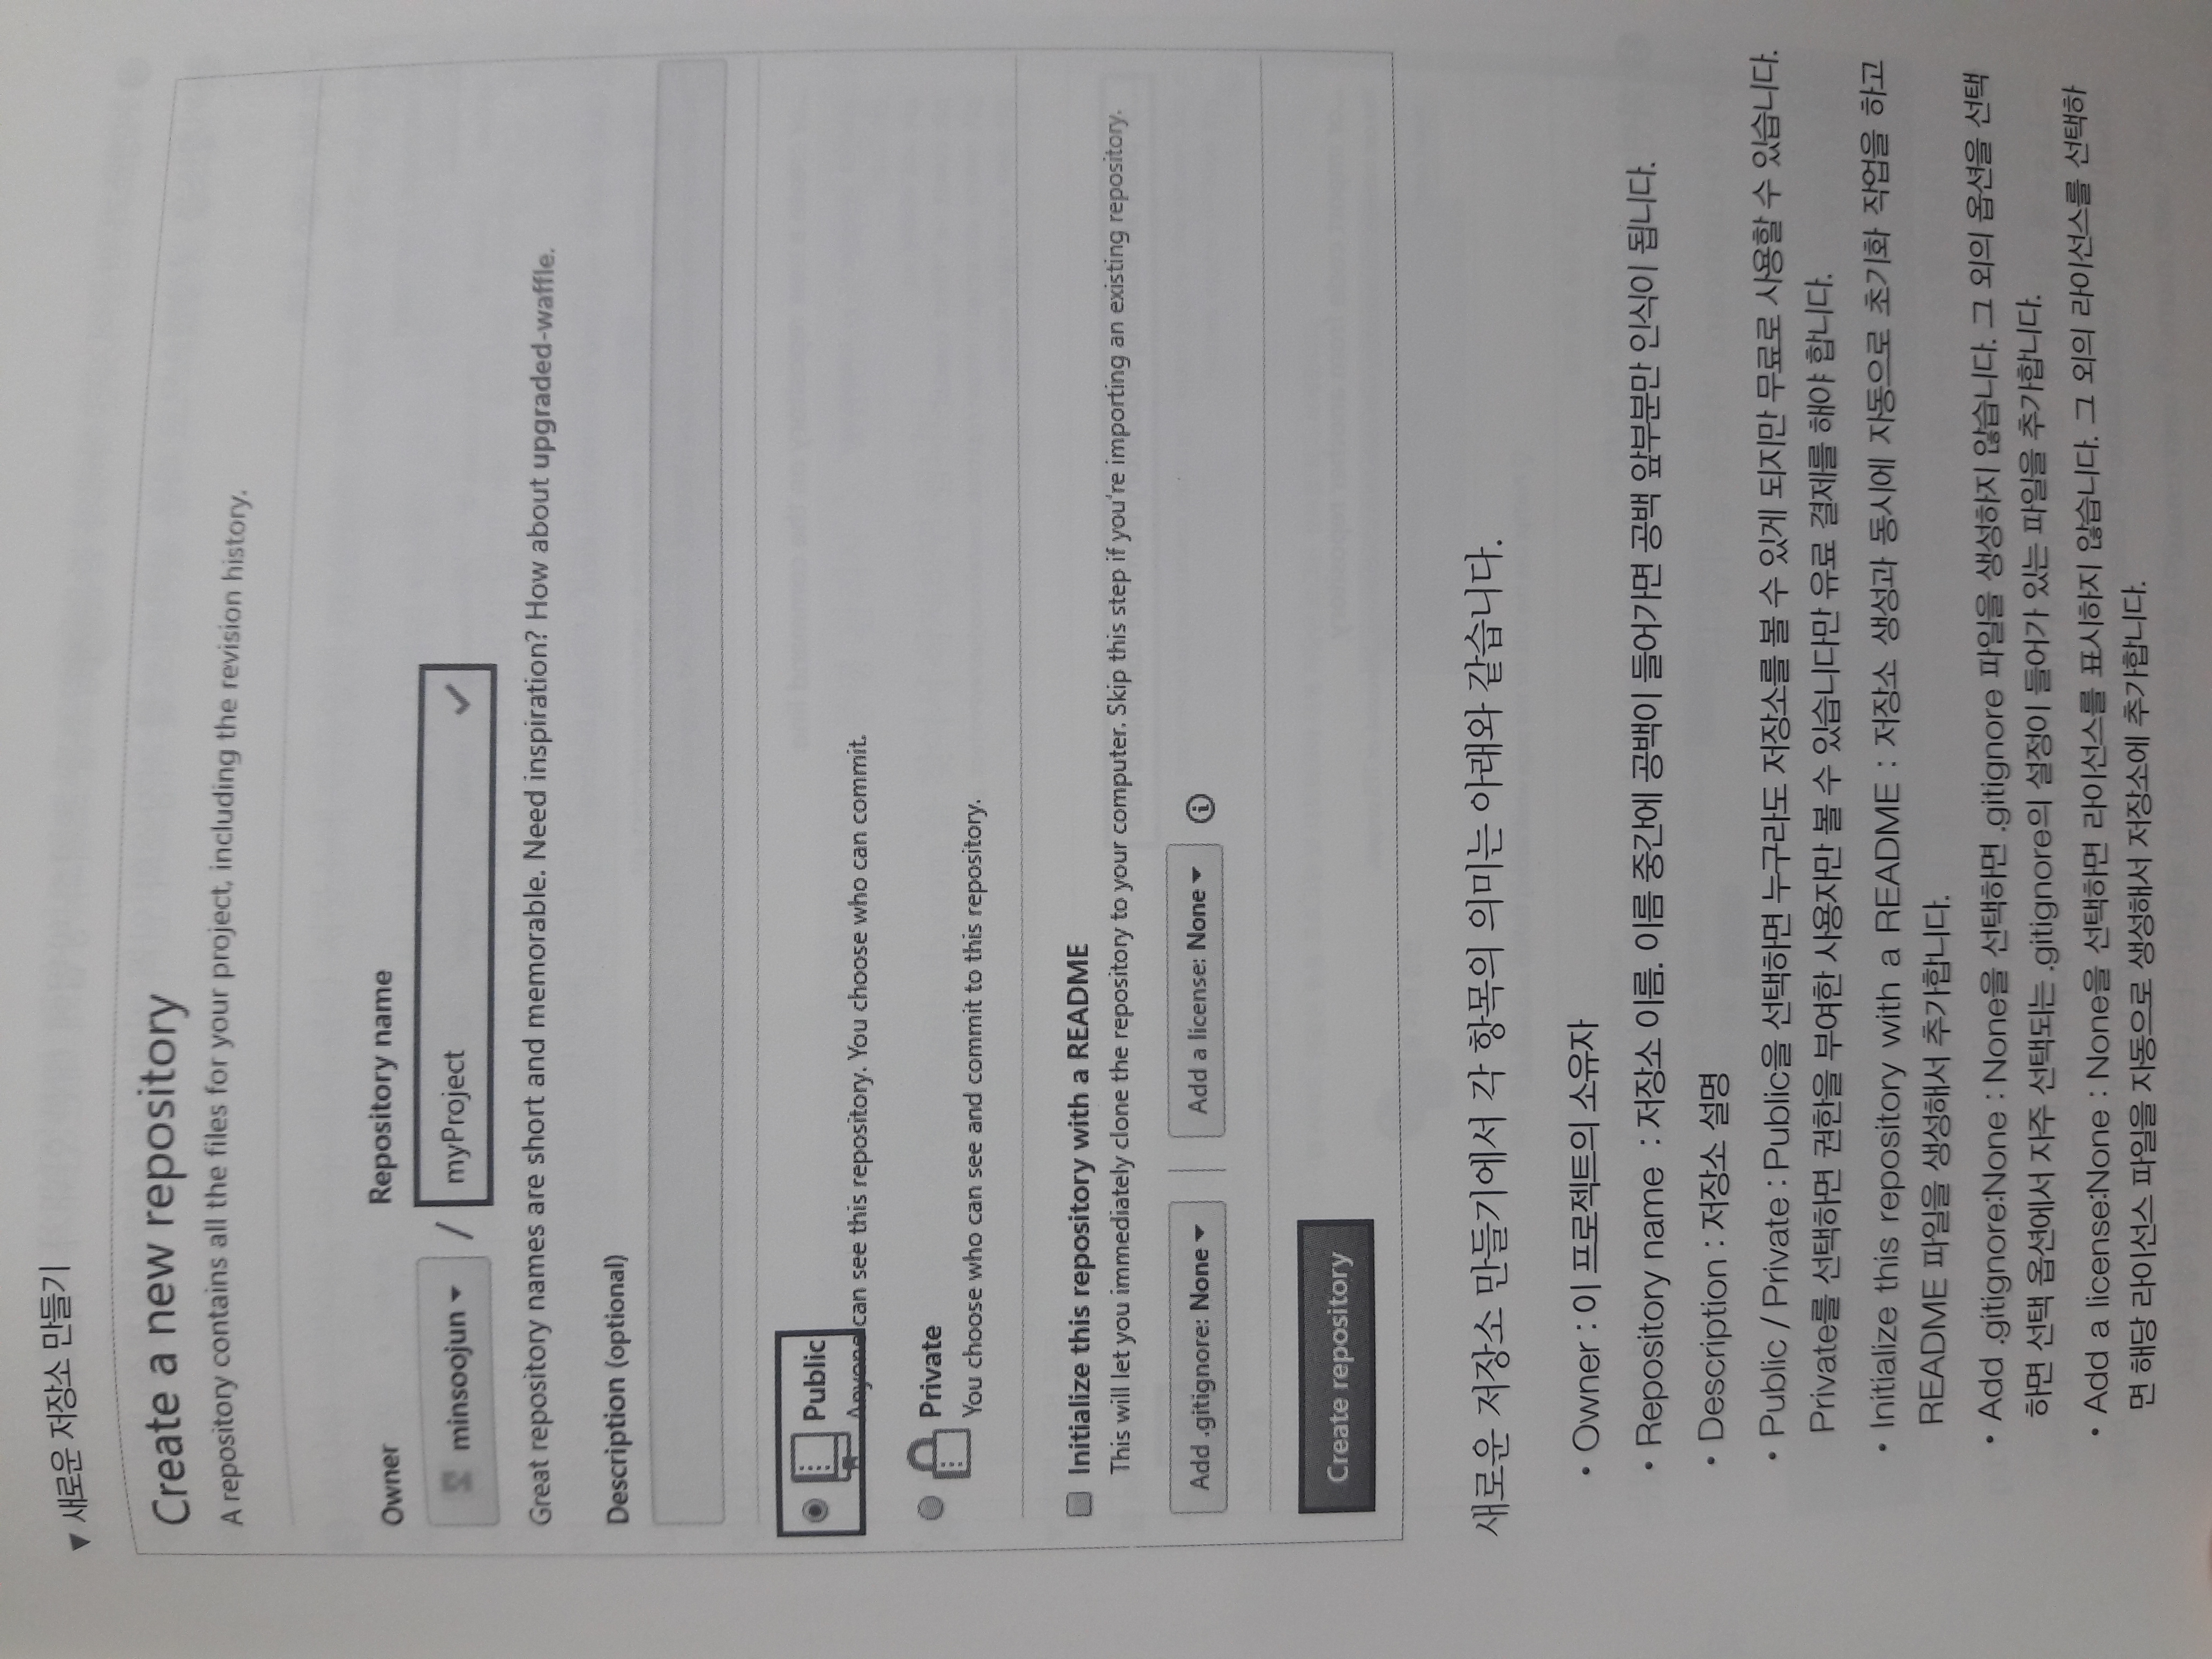 ▼ 새로운 저장소 만들기
Create a new repository
A repository contains all the files for your project, including the revision history.
Owner
Repository name
minsoojun
/
myProject
Great repository names are short and memorable. Need inspiration? How about upgraded-waffle.
Description (optional)
Public
Anyone can see this repository. You choose who can commit.
Private
You choose who can see and commit to this repository.
Initialize this repository with a README
This will let you immediately clone the repository to your computer. Skip this step if you're importing an existing repository.
Add .gitignore: None
Add a license: None
Create repository
새로운 저장소 만들기에서 각 항목의 의미는 아래와 같습니다.
• Owner : 이 프로젝트의 소유자
• Repository name : 저장소 이름. 이름 중간에 공백이 들어가면 공백 앞부분만 인식이 됩니다.
• Description : 저장소 설명
• Public / Private : Public을 선택하면 누구라도 저장소를 볼 수 있게 되지만 무료로 사용할 수 있습니다.
Private를 선택하면 권한을 부여한 사용자만 볼 수 있습니다만 유료 결제를 해야 합니다.
• Initialize this repository with a README : 저장소 생성과 동시에 자동으로 초기화 작업을 하고
README 파일을 생성해서 추가합니다.
• Add .gitignore:None : None을 선택하면 .gitignore 파일을 생성하지 않습니다. 그 외의 옵션을 선택
하면 선택 옵션에서 자주 선택되는 .gitignore의 설정이 들어가 있는 파일을 추가합니다.
• Add a license:None : None을 선택하면 라이선스를 표시하지 않습니다. 그 외의 라이선스를 선택하
면 해당 라이선스 파일을 자동으로 생성해서 저장소에 추가합니다.